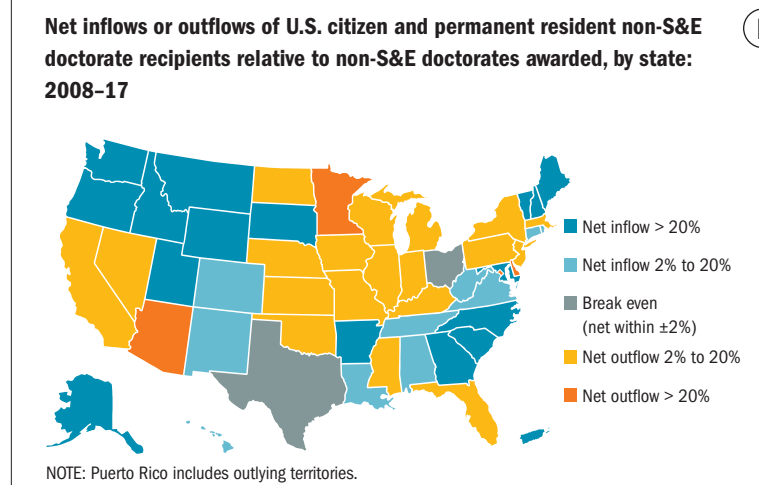 Net inflows or outflows of U.S. citizen and permanent resident non-S&E
doctorate recipients relative to non-S&E doctorates awarded, by state:
2008–17
Net inflow > 20%
Net inflow 2% to 20%
Break even
(net within ±2%)
Net outflow 2% to 20%
Net outflow > 20%
NOTE: Puerto Rico includes outlying territories.